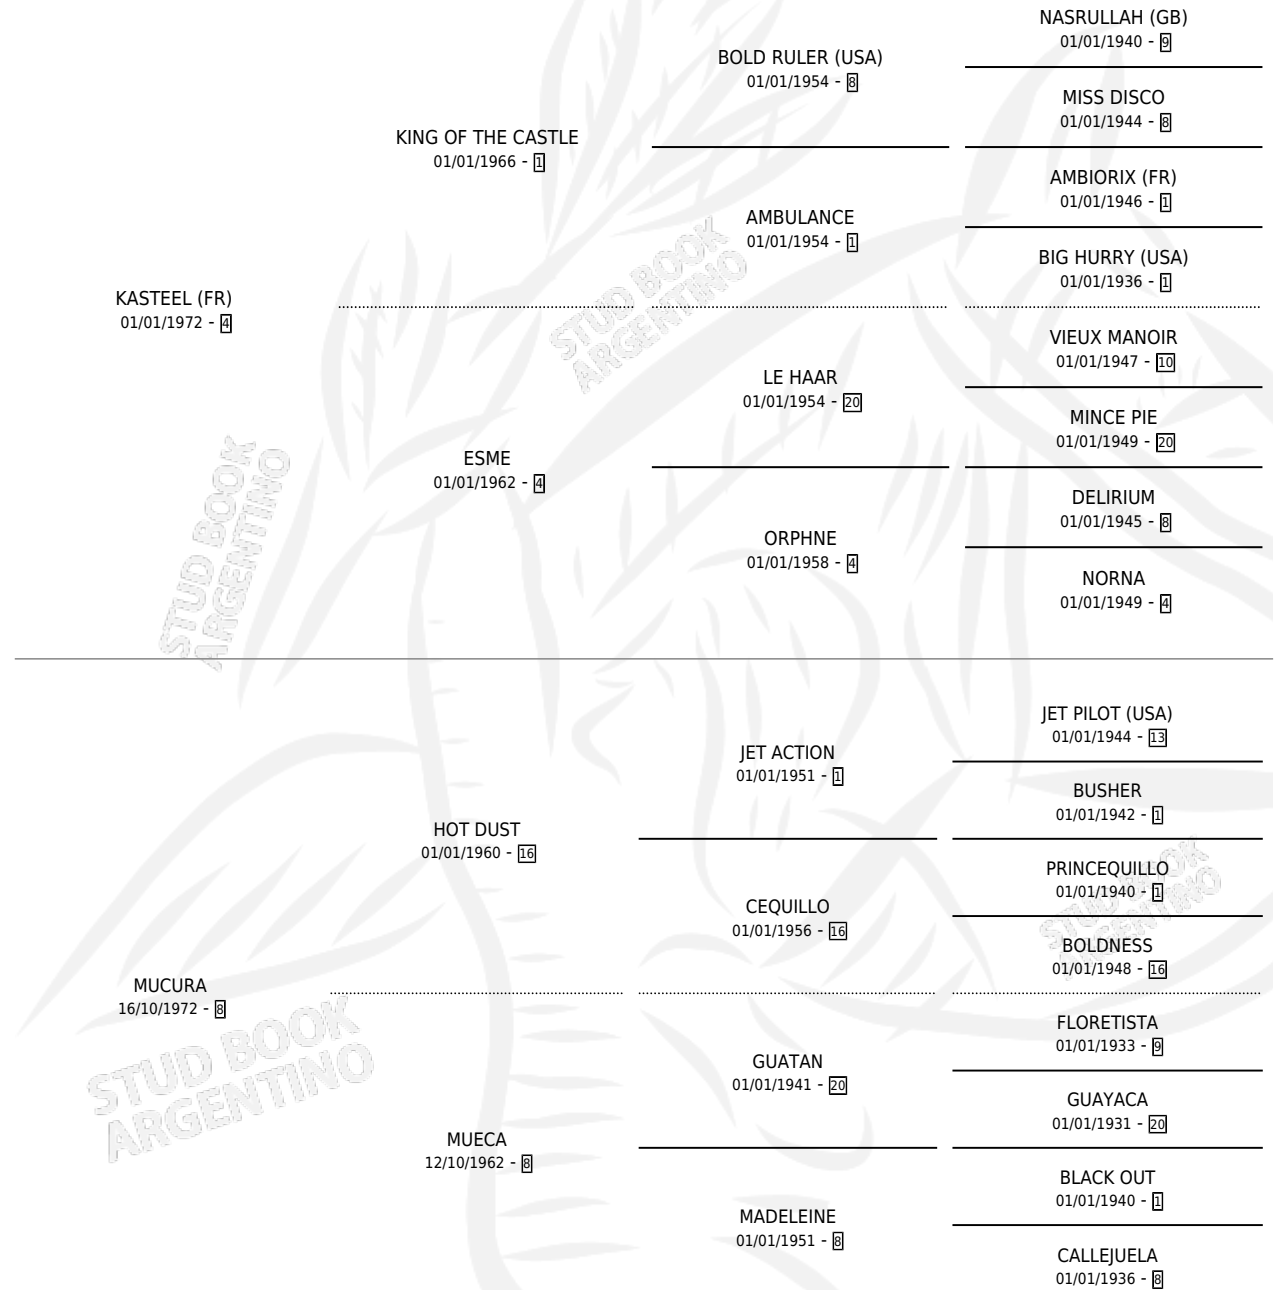 NASRULLAH (GB)
01/01/1940 - 9
BOLD RULER (USA)
01/01/1954 - 8
MISS DISCO
01/01/1944 - 8
KING OF THE CASTLE
01/01/1966 - 1
AMBIORIX (FR)
01/01/1946 - 1
AMBULANCE
01/01/1954 - 1
BIG HURRY (USA)
01/01/1936 - 1
KASTEEL (FR)
01/01/1972 - 4
VIEUX MANOIR
01/01/1947 - 10
LE HAAR
01/01/1954 - 20
MINCE PIE
01/01/1949 - 20
ESME
01/01/1962 - 4
DELIRIUM
01/01/1945 - 8
ORPHNE
01/01/1958 - 4
NORNA
01/01/1949 - 4
JET PILOT (USA)
01/01/1944 - 13
JET ACTION
01/01/1951 - 1
BUSHER
01/01/1942 - 1
HOT DUST
01/01/1960 - 16
PRINCEQUILLO
01/01/1940 - 1
CEQUILLO
01/01/1956 - 16
BOLDNESS
01/01/1948 - 16
MUCURA
16/10/1972 - 8
FLORETISTA
01/01/1933 - 9
GUATAN
01/01/1941 - 20
GUAYACA
01/01/1931 - 20
MUECA
12/10/1962 - 8
BLACK OUT
01/01/1940 - 1
MADELEINE
01/01/1951 - 8
CALLEJUELA
01/01/1936 - 8
STUD BOOK
ARGENTINO
STUD BOOK
ARGENTINO
STUD BOOK
ARGENTINO
STUD BOOK
ARGENTINO